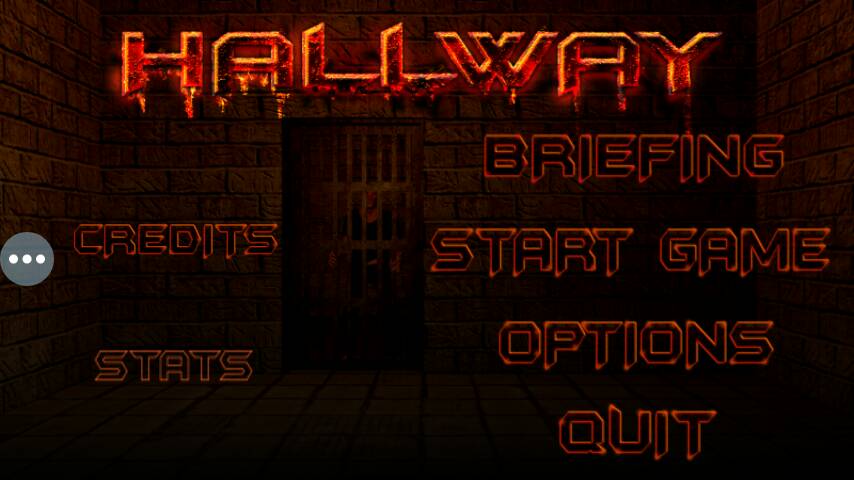 HALLWAY
BRIEFING
CREDITS
START GAME
OPTIONS
STATS
QUIT